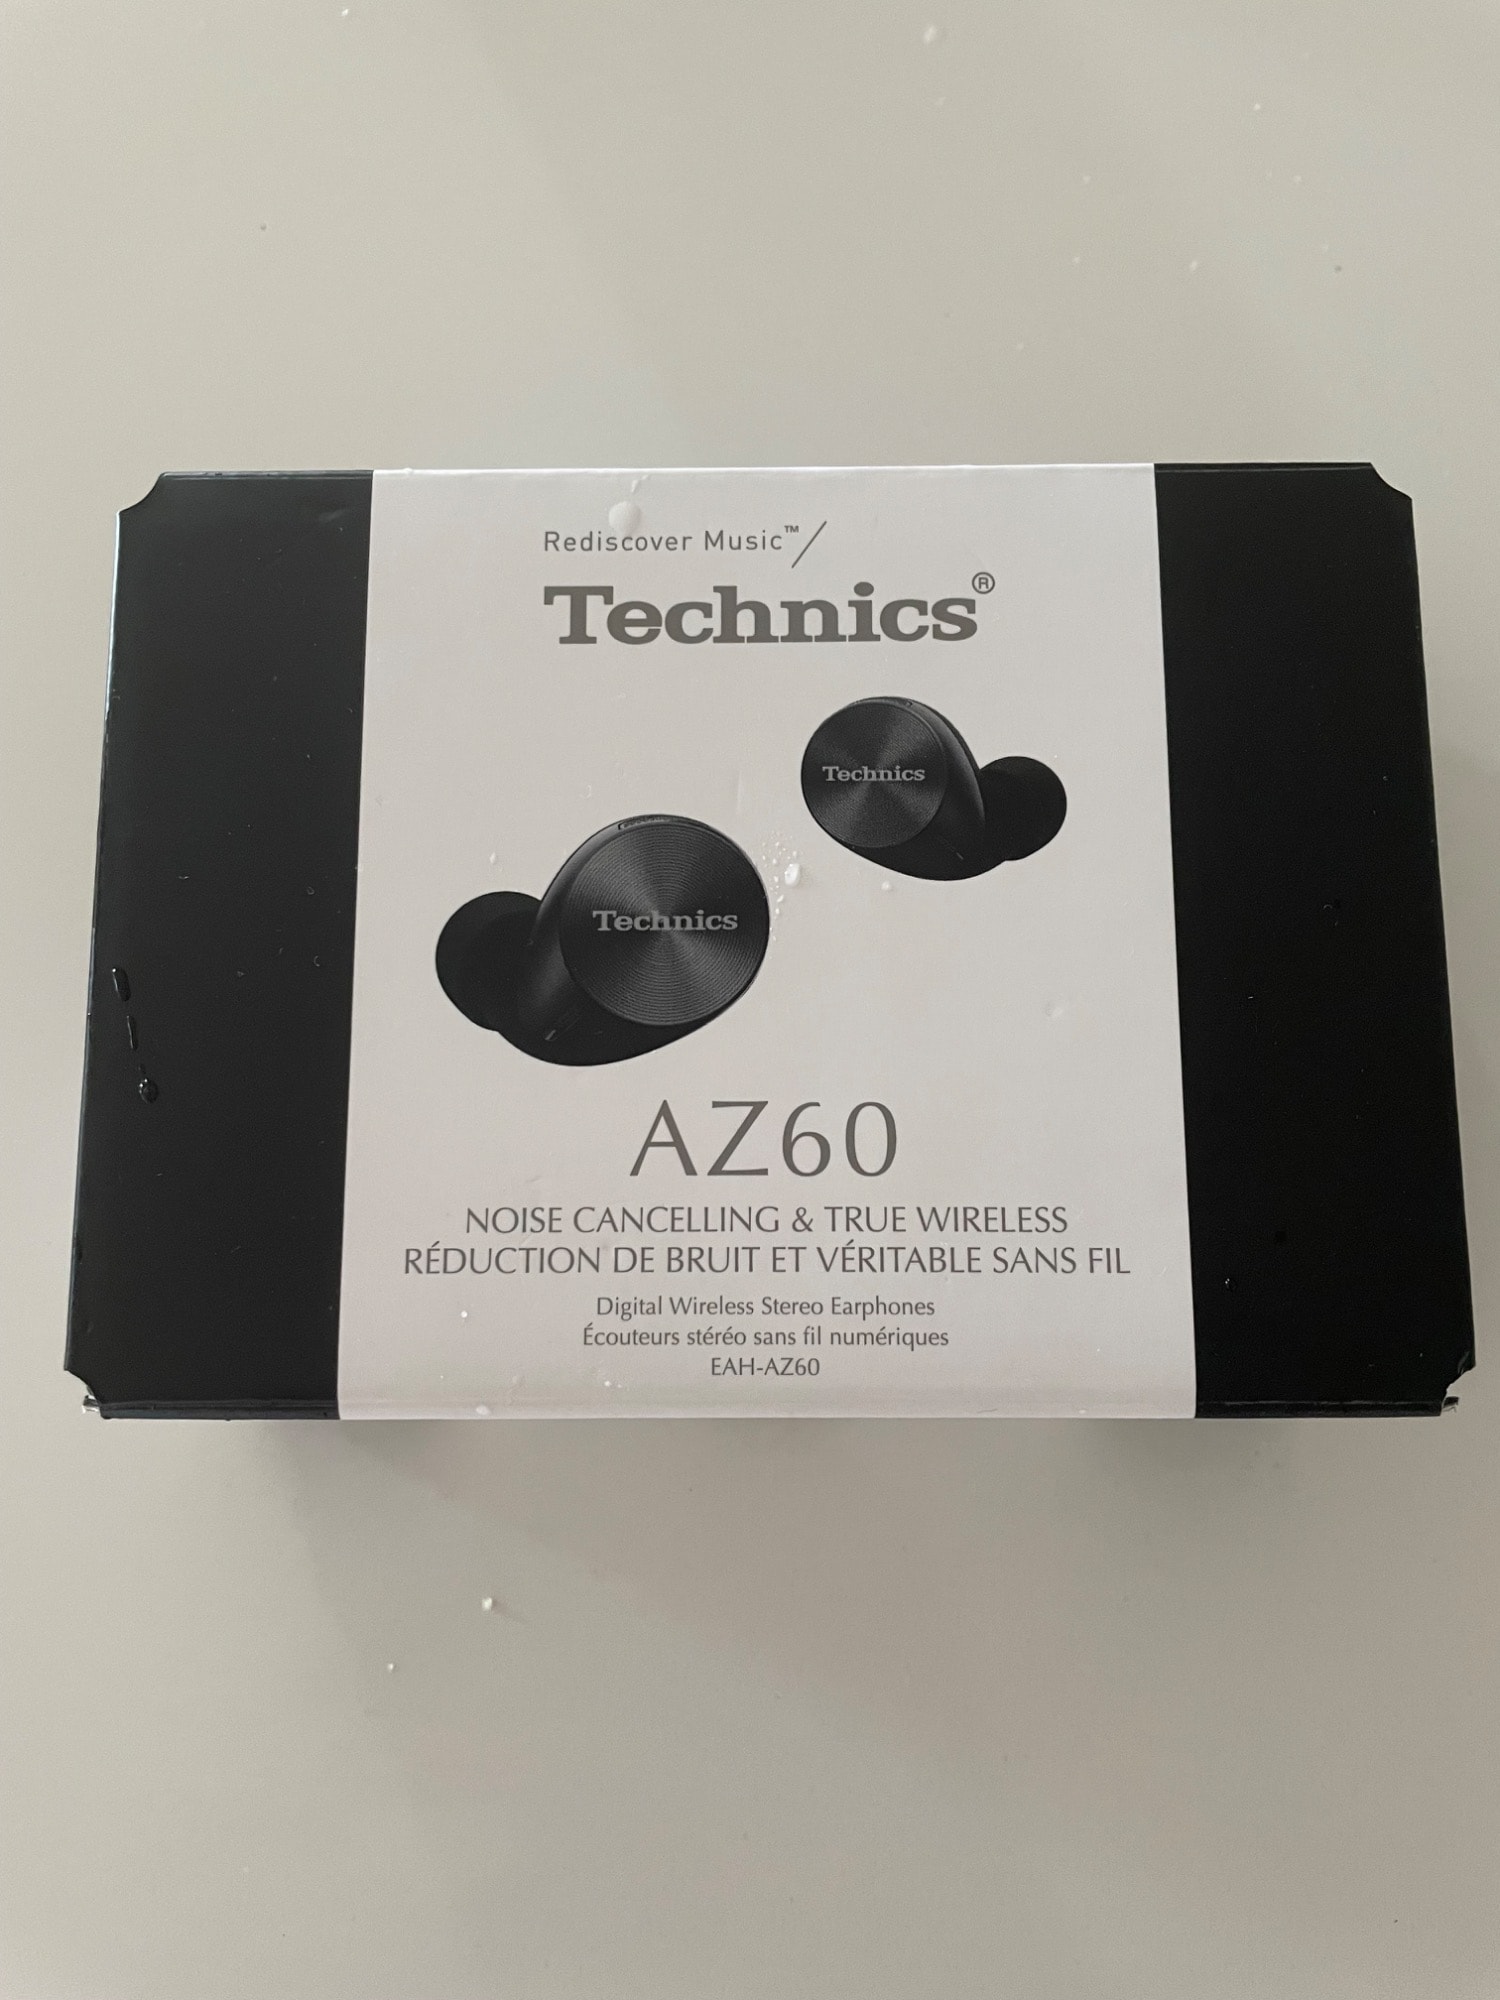 Rediscover Music™/
Technics®
Technics
Technics
AZ60
NOISE CANCELLING & TRUE WIRELESS
RÉDUCTION DE BRUIT ET VÉRITABLE SANS FIL
Digital Wireless Stereo Earphones
Écouteurs stéréo sans fil numériques
EAH-AZ60